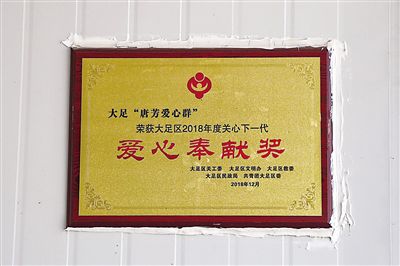 大足“唐芳爱心群”
荣获大足区2018年度关心下一代
爱心奉献奖
大足区关工委 大足区文明办 大足区教委
大足区民政局 共青团大足区委
2018年12月